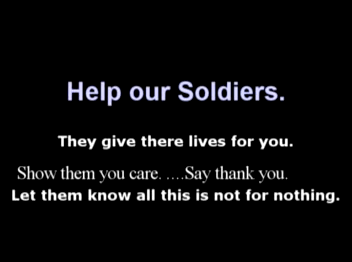 Help our Soldiers.
They give there lives for you.
Show them you care. ....Say thank you.
Let them know all this is not for nothing.